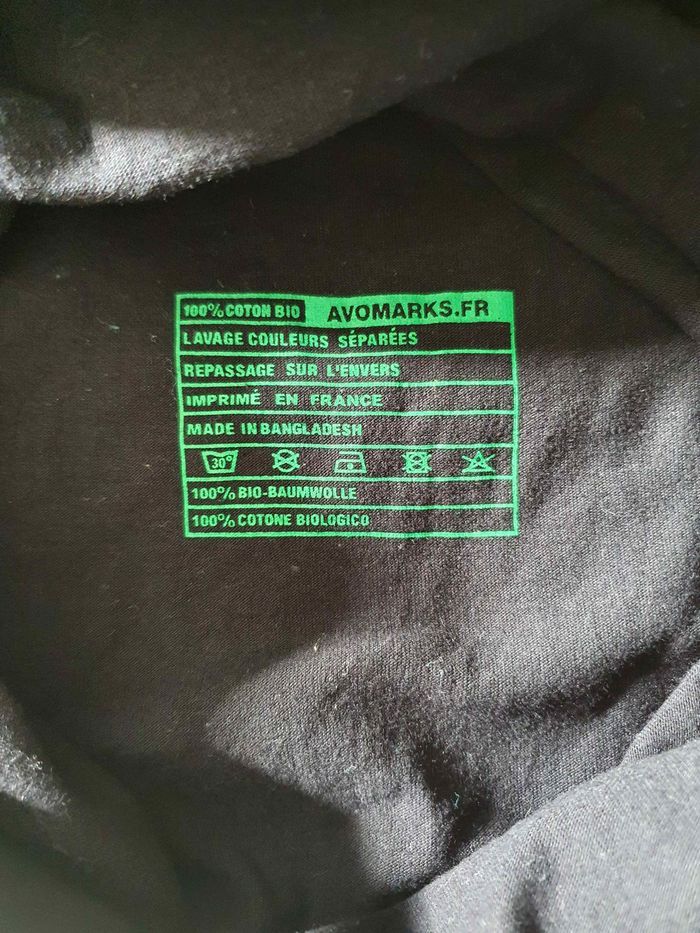 100% COTON BIO AVOMARKS.FR
LAVAGE COULEURS SÉPARÉES
REPASSAGE SUR L'ENVERS
IMPRIMÉ EN FRANCE
MADE IN BANGLADESH
30°
100% BIO-BAUMWOLLE
100% COTONE BIOLOGICO